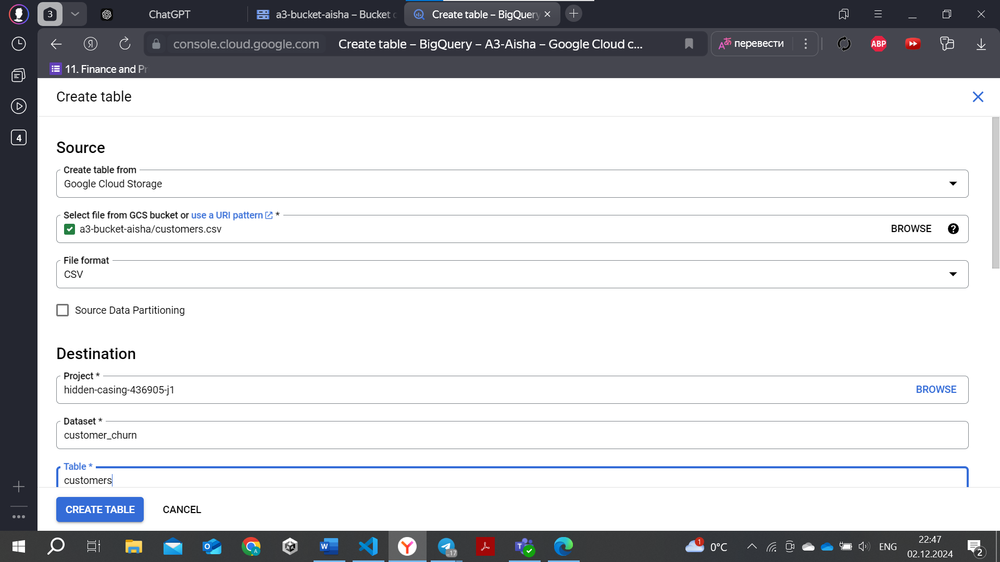 3
ChatGPT
a3-bucket-aisha – Bucket
Create table – BigQuery
console.cloud.google.com
Create table – BigQuery – A3-Aisha – Google Cloud c...
перевести
ABP
11. Finance and Pr
4
Create table
Source
Create table from
Google Cloud Storage
Select file from GCS bucket or use a URI pattern *
a3-bucket-aisha/customers.csv
BROWSE
?
File format
CSV
Source Data Partitioning
Destination
Project *
hidden-casing-436905-j1
BROWSE
Dataset *
customer_churn
Table *
customers
CREATE TABLE
CANCEL
..17
1
0°C
ENG
22:47
02.12.2024
2